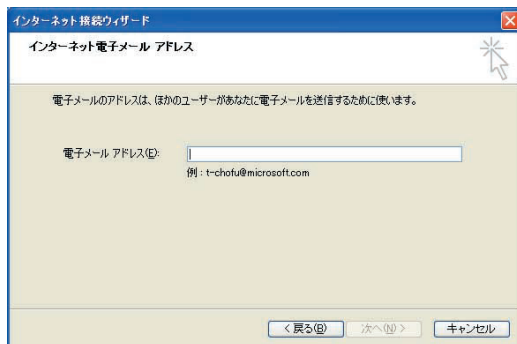 インターネット接続ウィザード
インターネット電子メール アドレス
電子メールのアドレスは、ほかのユーザーがあなたに電子メールを送信するために使います。
電子メール アドレス(E):
例 : t-chofu@microsoft.com
< 戻る(B)
次へ(N) >
キャンセル